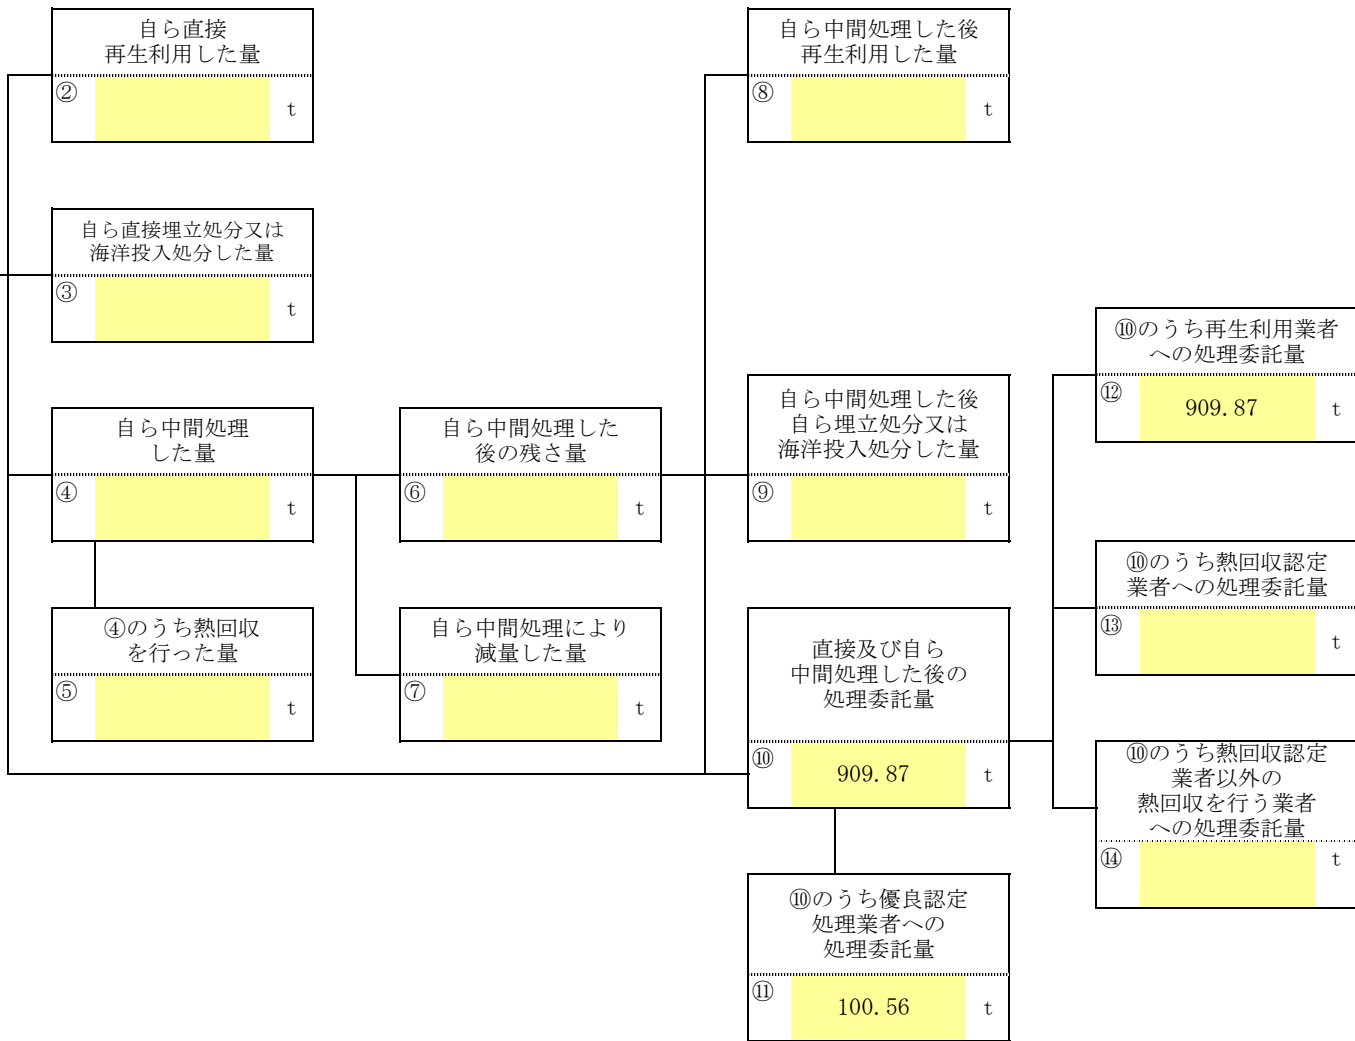 自ら直接
再生利用した量
②
t
自ら中間処理した後
再生利用した量
⑧
t
自ら直接埋立処分又は
海洋投入処分した量
③
t
⑩のうち再生利用業者
への処理委託量
⑫
909.87
t
自ら中間処理
した量
④
t
自ら中間処理した
後の残さ量
⑥
t
自ら中間処理した後
自ら埋立処分又は
海洋投入処分した量
⑨
t
⑩のうち熱回収認定
業者への処理委託量
⑬
t
④のうち熱回収
を行った量
⑤
t
自ら中間処理により
減量した量
⑦
t
直接及び自ら
中間処理した後の
処理委託量
⑩
909.87
t
⑩のうち熱回収認定
業者以外の
熱回収を行う業者
への処理委託量
⑭
t
⑩のうち優良認定
処理業者への
処理委託量
⑪
100.56
t